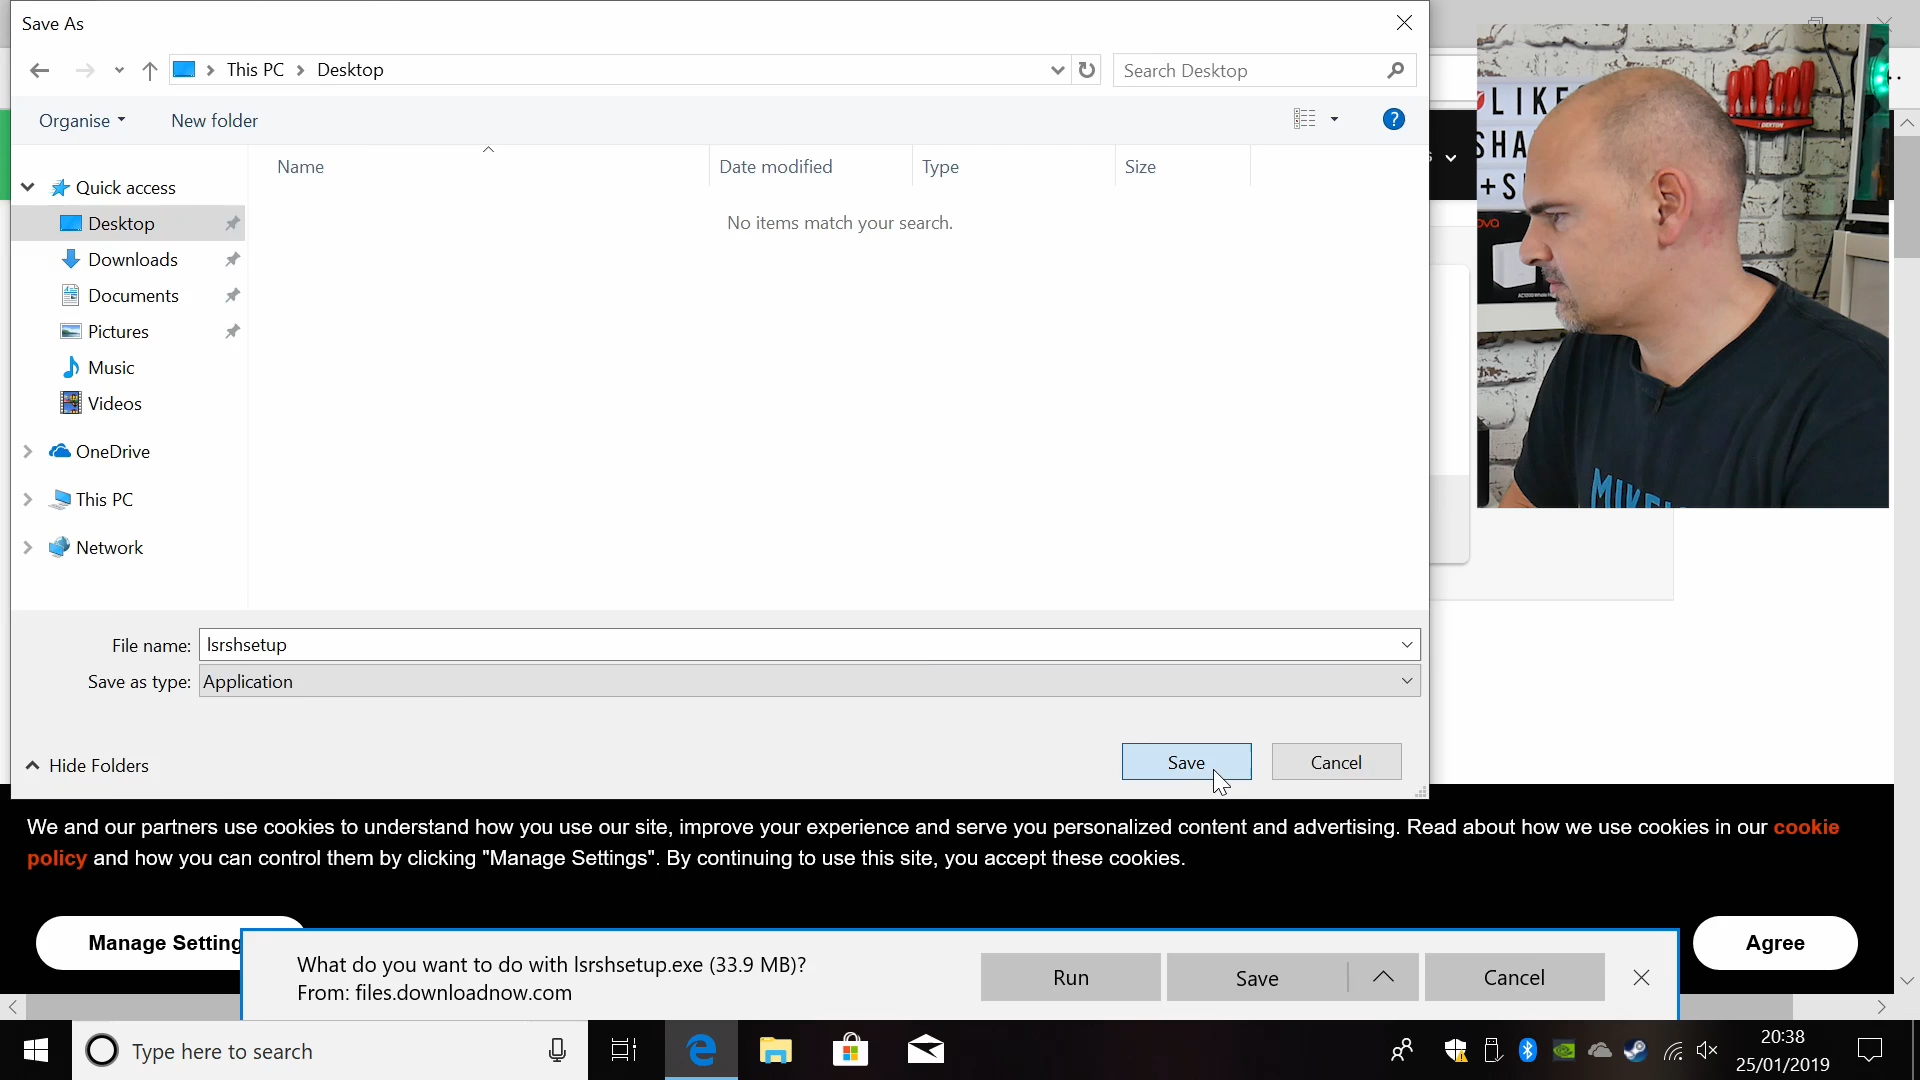 Save As
This PC
Desktop
Search Desktop
Organise
New folder
?
Name
Date modified
Type
Size
No items match your search.
Quick access
Desktop
Downloads
Documents
Pictures
Music
Videos
OneDrive
This PC
Network
File name:
lsrshsetup
Save as type:
Application
Hide Folders
Save
Cancel
LIKE
SHA
+ S
DEKTON
ova
MIKE
We and our partners use cookies to understand how you use our site, improve your experience and serve you personalized content and advertising. Read about how we use cookies in our cookie
policy and how you can control them by clicking "Manage Settings". By continuing to use this site, you accept these cookies.
Manage Setting
Agree
What do you want to do with lsrshsetup.exe (33.9 MB)?
From: files.downloadnow.com
Run
Save
Cancel
Type here to search
20:38
25/01/2019